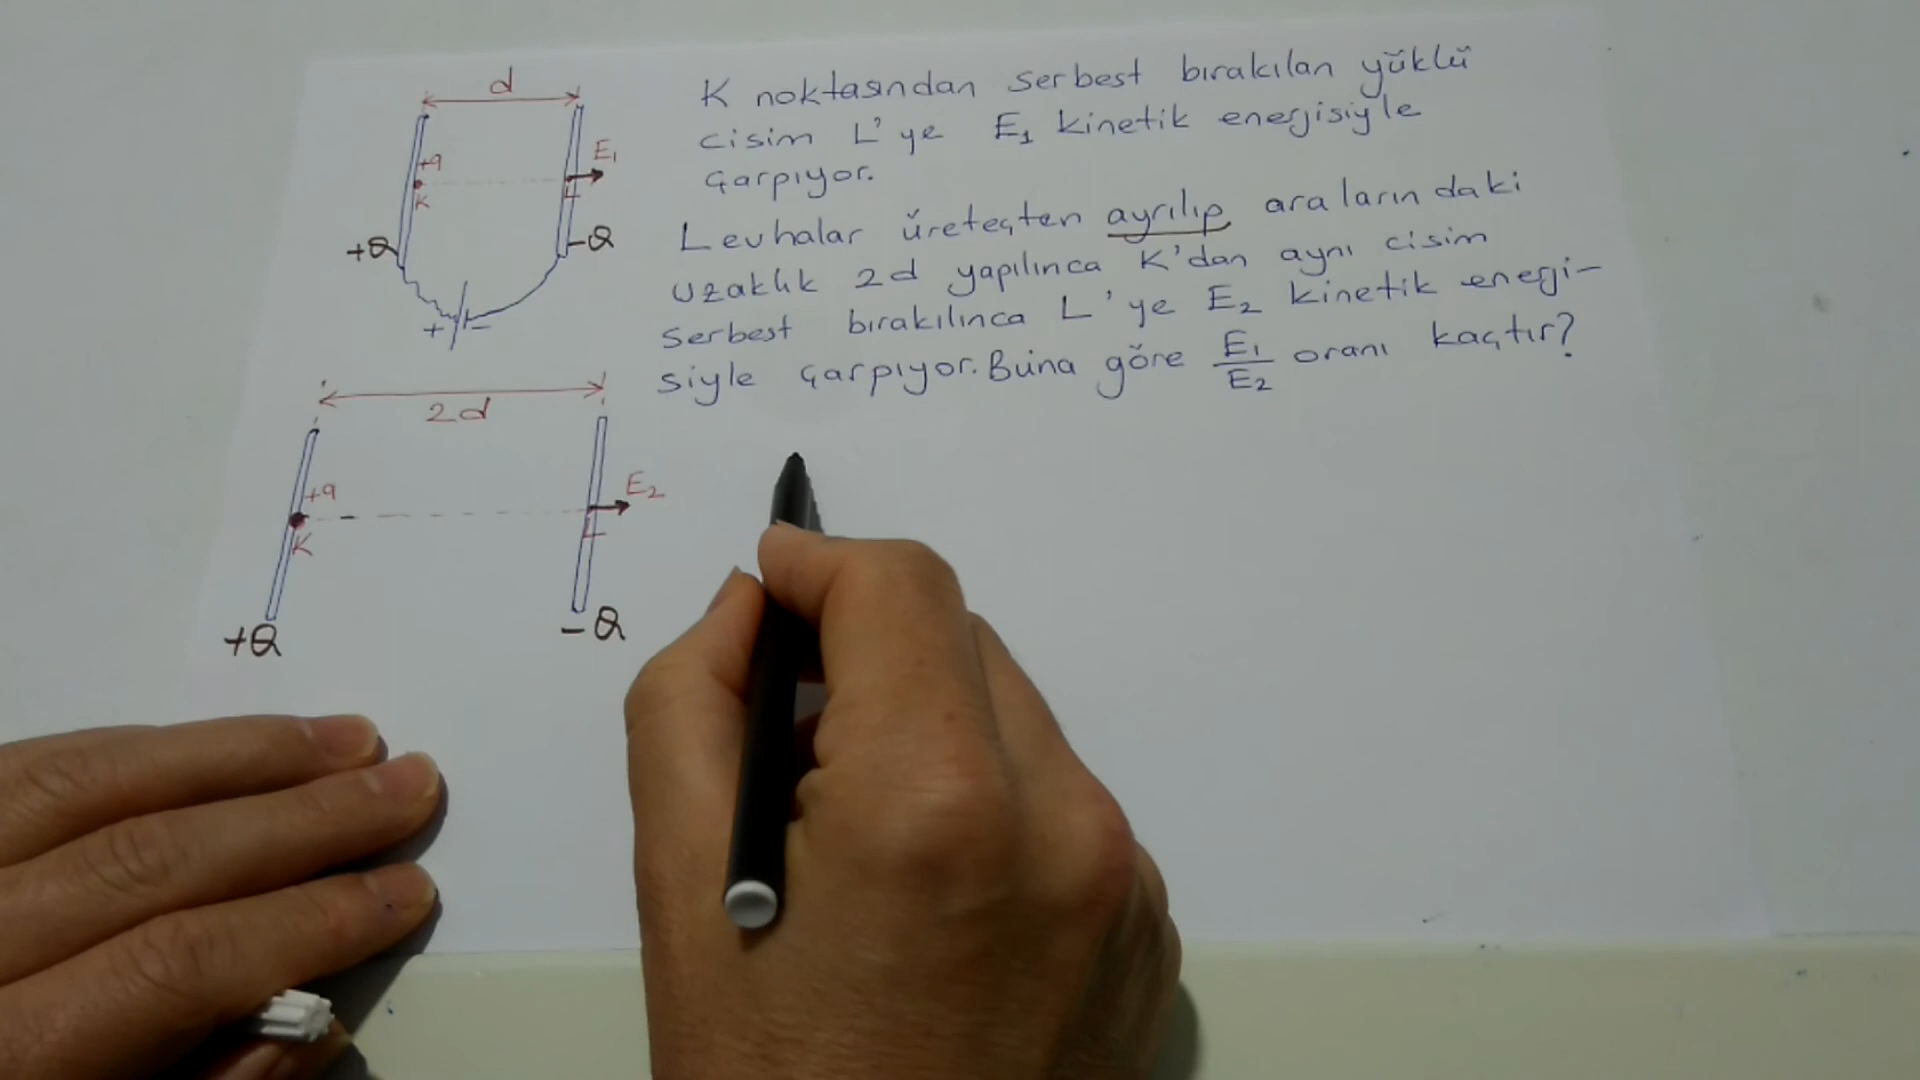 d
K noktasından serbest bırakılan yüklü
cisim L'ye E₁ kinetik enerjisiyle
çarpıyor.
Levhalar üreteçten ayrılıp aralarındaki
uzaklık 2d yapılınca K'dan aynı cisim
serbest bırakılınca L'ye E₂ kinetik enerji-
siyle çarpıyor. Buna göre E₁/E₂ oranı kaçtır?
+q
K
L
E₁
+Q
-Q
+ -
2d
+q
K
L
E₂
+Q
-Q